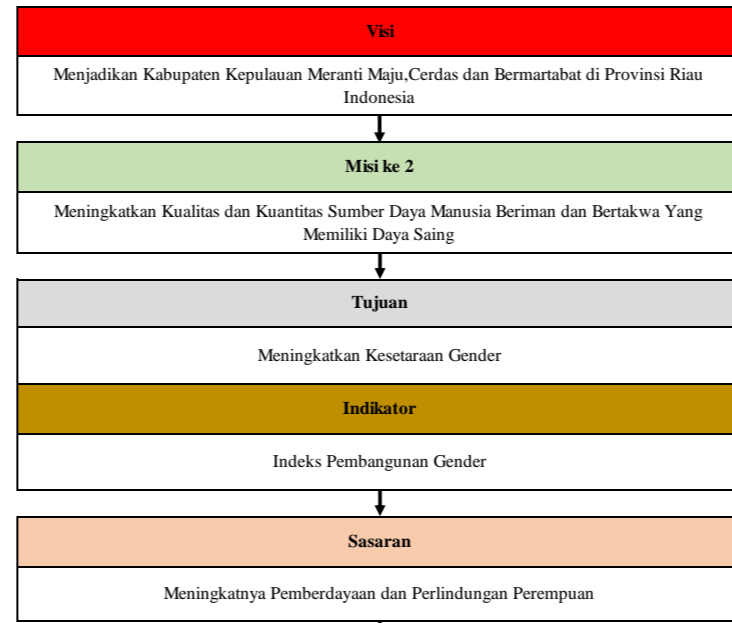 Visi
Menjadikan Kabupaten Kepulauan Meranti Maju,Cerdas dan Bermartabat di Provinsi Riau
Indonesia
Misi ke 2
Meningkatkan Kualitas dan Kuantitas Sumber Daya Manusia Beriman dan Bertakwa Yang
Memiliki Daya Saing
Tujuan
Meningkatkan Kesetaraan Gender
Indikator
Indeks Pembangunan Gender
Sasaran
Meningkatnya Pemberdayaan dan Perlindungan Perempuan